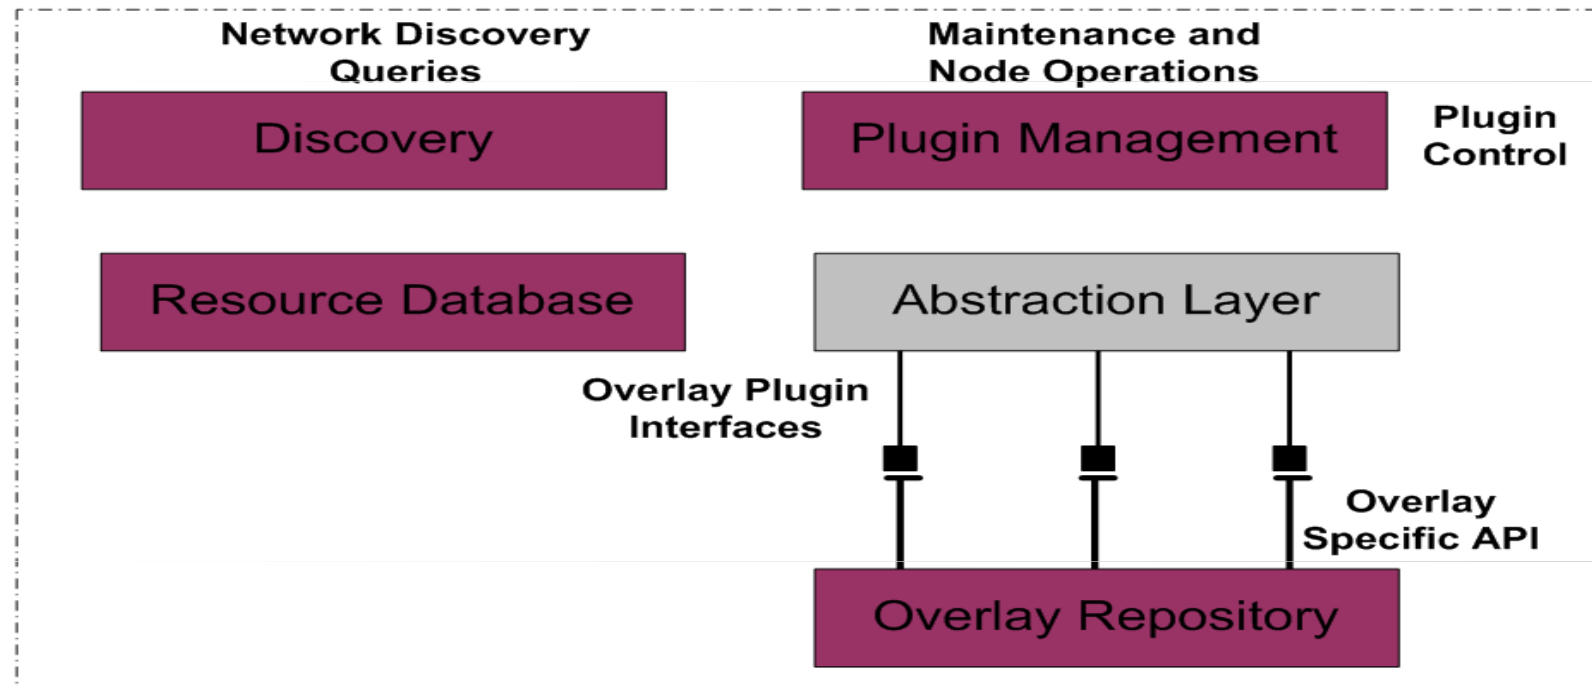 Network Discovery
Queries
Maintenance and
Node Operations
Discovery
Plugin Management
Plugin
Control
Resource Database
Abstraction Layer
Overlay Plugin
Interfaces
Overlay
Specific API
Overlay Repository